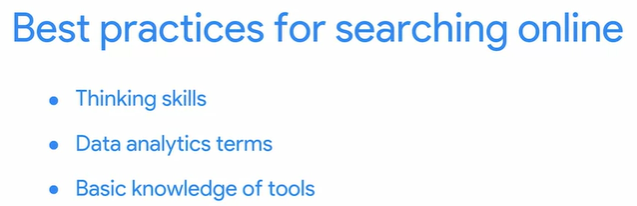 Best practices for searching online
• Thinking skills
• Data analytics terms
• Basic knowledge of tools